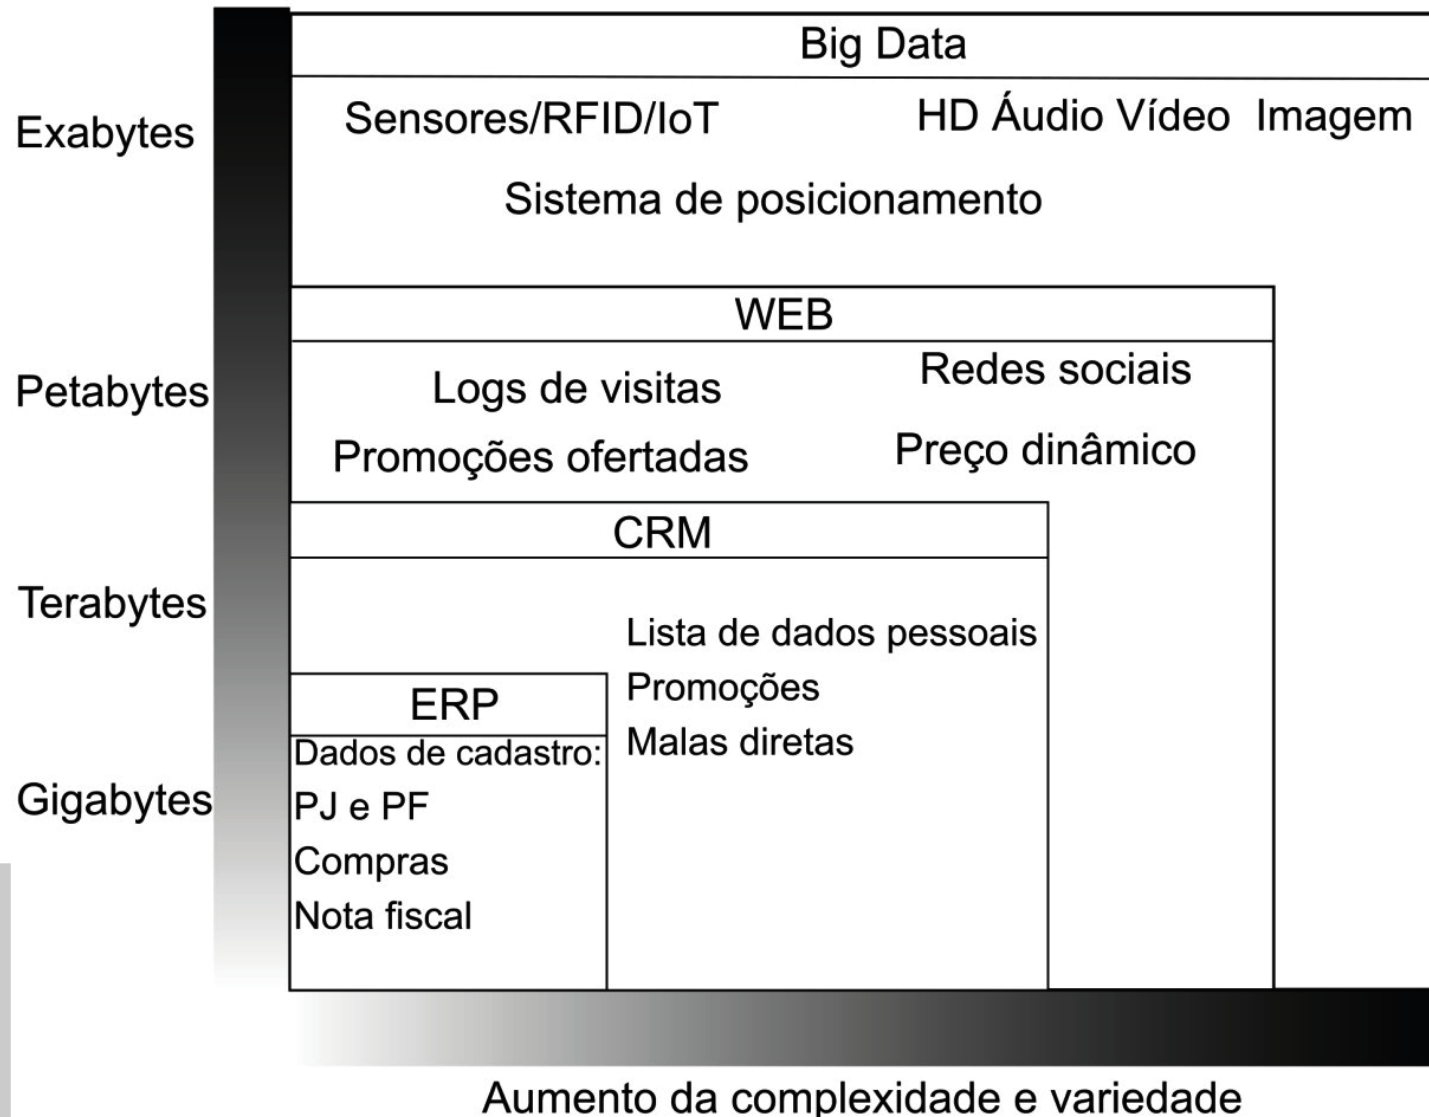 Big Data
Exabytes
Sensores/RFID/IoT
HD Áudio Vídeo Imagem
Sistema de posicionamento
WEB
Petabytes
Logs de visitas
Redes sociais
Promoções ofertadas
Preço dinâmico
CRM
Terabytes
Lista de dados pessoais
Promoções
Malas diretas
ERP
Gigabytes
Dados de cadastro:
PJ e PF
Compras
Nota fiscal
Aumento da complexidade e variedade